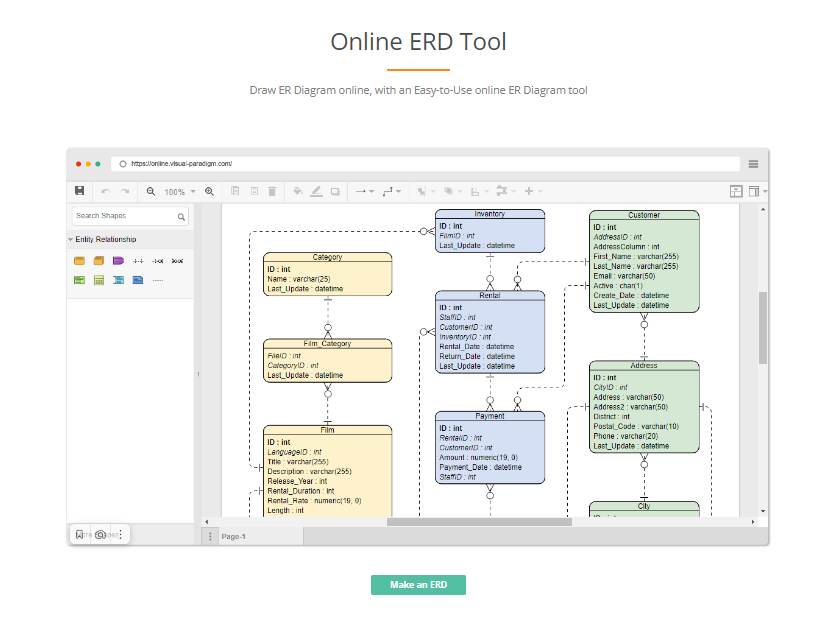 Online ERD Tool
Draw ER Diagram online, with an Easy-to-Use online ER Diagram tool
https://online.visual-paradigm.com/
100%
Search Shapes
Entity Relationship
Category
ID : int
Name : varchar(25)
Last_Update : datetime
Film_Category
FileID : int
CategoryID : int
Last_Update : datetime
Film
ID : int
LanguageID : int
Title : varchar(255)
Description : varchar(255)
Release_Year : int
Rental_Duration : int
Rental_Rate : numeric(19, 0)
Length : int
Inventory
ID : int
FilmID : int
Last_Update : datetime
Rental
ID : int
StaffID : int
CustomerID : int
InventoryID : int
Rental_Date : datetime
Return_Date : datetime
Last_Update : datetime
Payment
ID : int
RentalID : int
CustomerID : int
Amount : numeric(19, 0)
Payment_Date : datetime
StaffID : int
Customer
ID : int
AddressID : int
AddressColumn : int
First_Name : varchar(255)
Last_Name : varchar(255)
Email : varchar(50)
Active : char(1)
Create_Date : datetime
Last_Update : datetime
Address
ID : int
CityID : int
Address : varchar(50)
Address2 : varchar(50)
District : int
Postal_Code : varchar(10)
Phone : varchar(20)
Last_Update : datetime
City
Page-1
Make an ERD